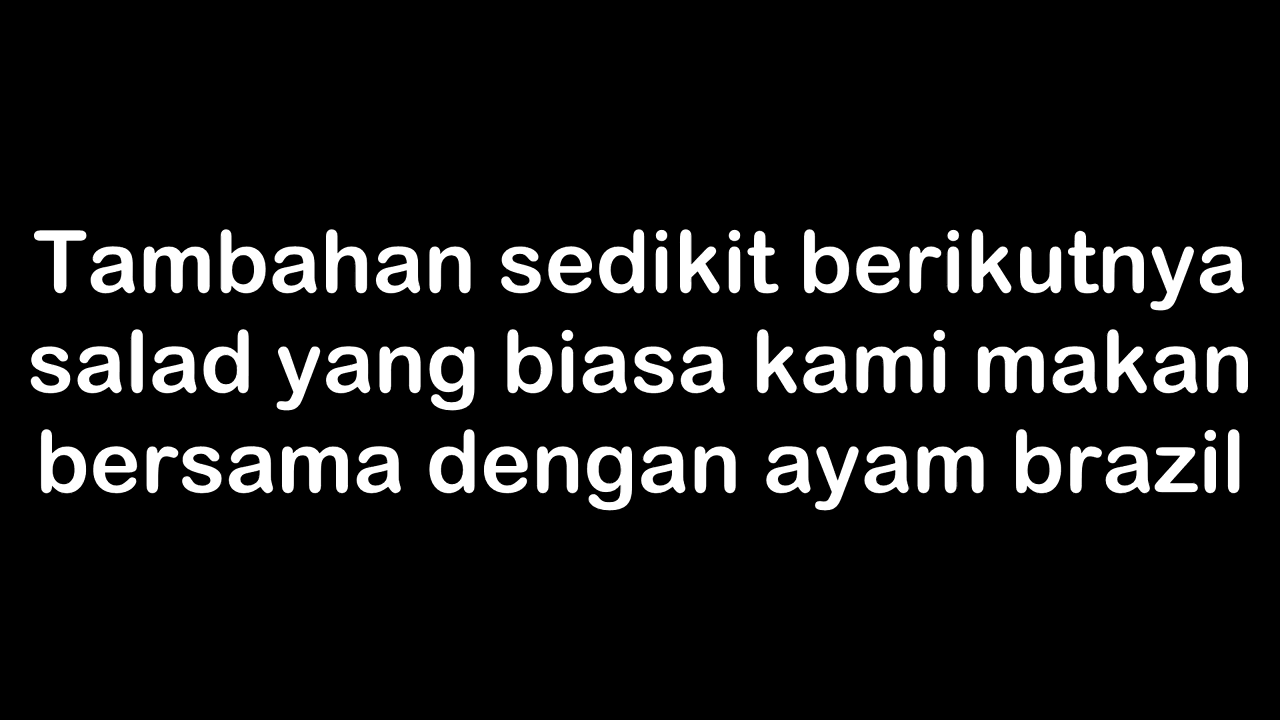 Tambahan sedikit berikutnya
salad yang biasa kami makan
bersama dengan ayam brazil